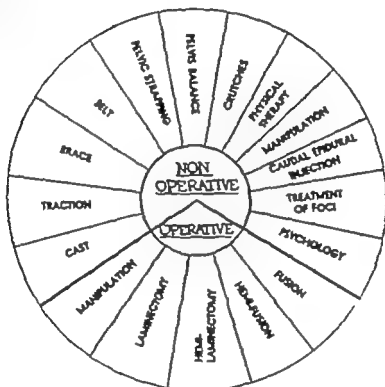 NON
OPERATIVE
OPERATIVE
PELVIS BALANCE
CRUTCHES
PHYSICAL
THERAPY
MANIPULATION
CAUDAL EPIDURAL
INJECTION
TREATMENT
OF FOCI
PSYCHOLOGY
FUSION
HEMI-FUSION
HEMI-
LAMINECTOMY
LAMINECTOMY
MANIPULATION
CAST
TRACTION
BRACE
BELT
PELVIC STRAPPING